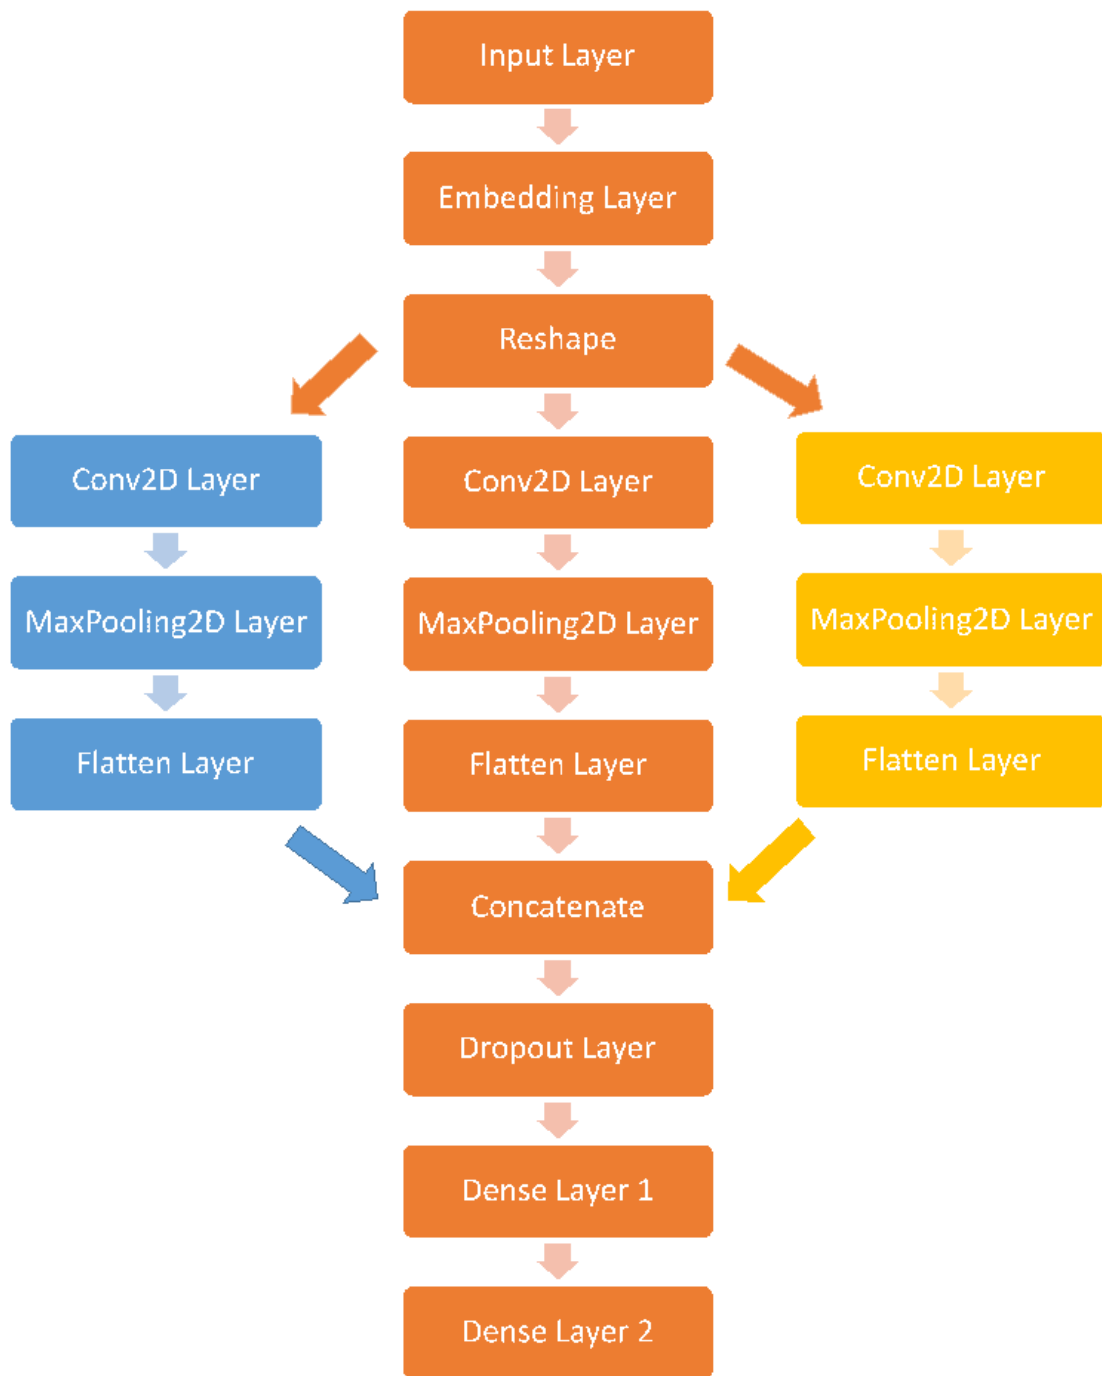 Input Layer
Embedding Layer
Reshape
Conv2D Layer
Conv2D Layer
Conv2D Layer
MaxPooling2D Layer
MaxPooling2D Layer
MaxPooling2D Layer
Flatten Layer
Flatten Layer
Flatten Layer
Concatenate
Dropout Layer
Dense Layer 1
Dense Layer 2